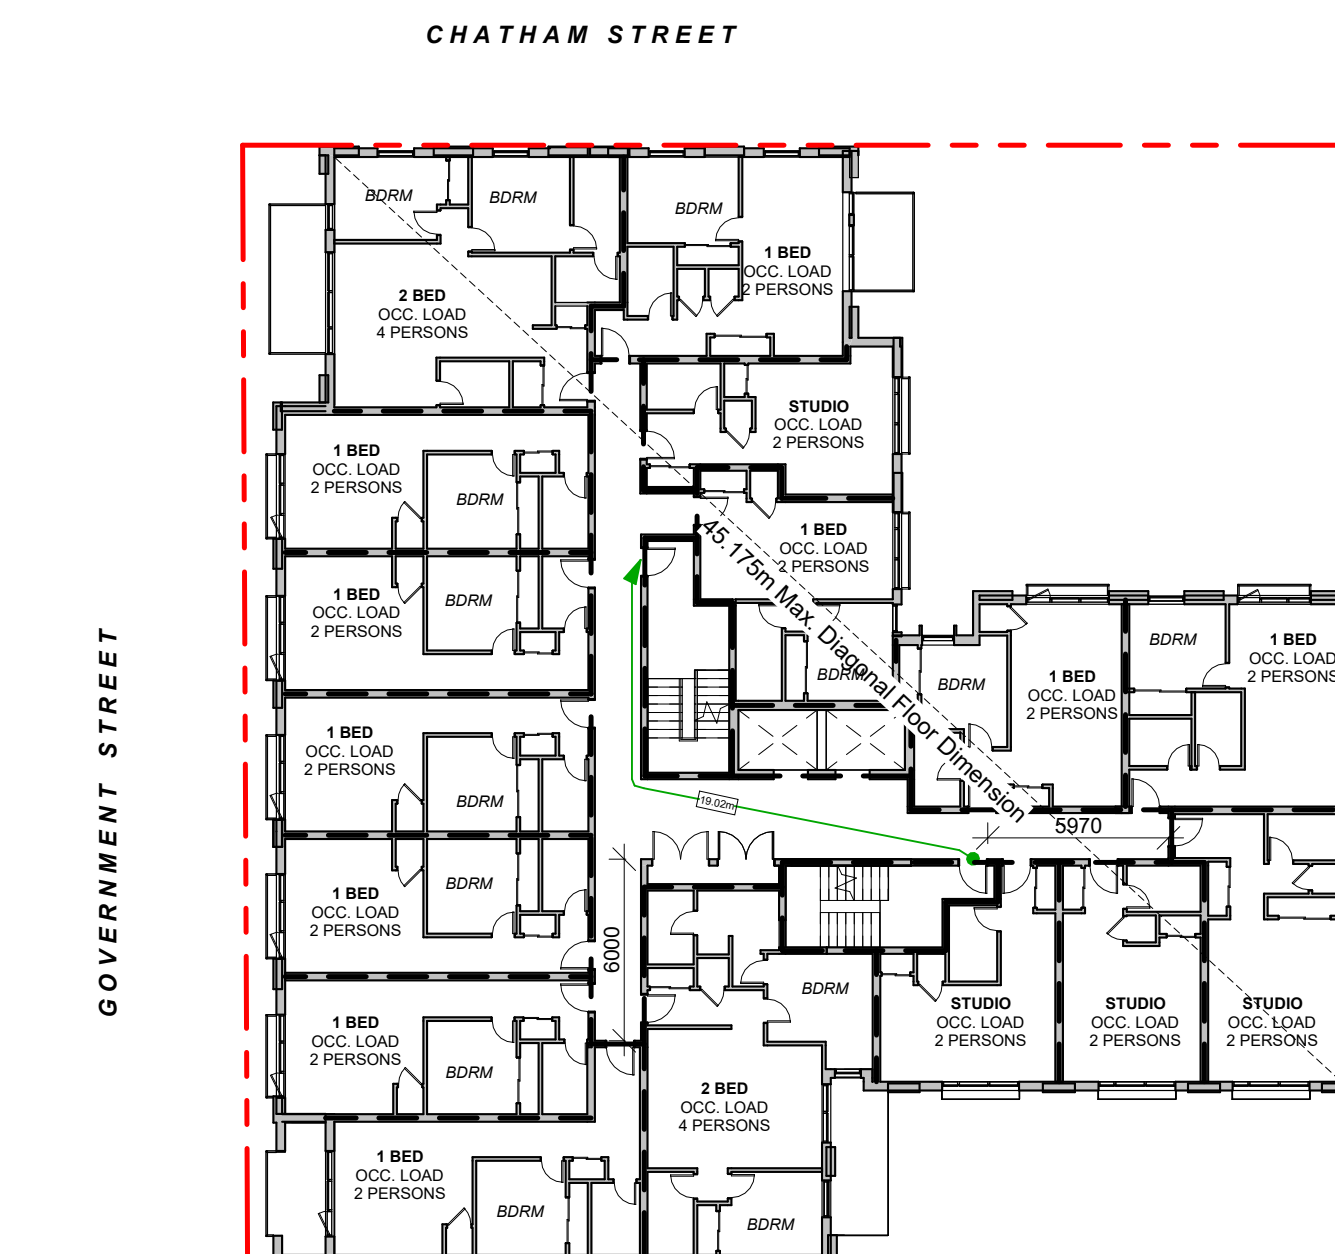 CHATHAM STREET
GOVERNMENT STREET
BDRM
BDRM
BDRM
1 BED
OCC. LOAD
2 PERSONS
2 BED
OCC. LOAD
4 PERSONS
STUDIO
OCC. LOAD
2 PERSONS
1 BED
OCC. LOAD
2 PERSONS
BDRM
1 BED
OCC. LOAD
2 PERSONS
45.175m Max. Diagonal Floor Dimension
1 BED
OCC. LOAD
2 PERSONS
BDRM
BDRM
BDRM
1 BED
OCC. LOAD
2 PERSONS
BDRM
1 BED
OCC. LOAD
2 PERSONS
1 BED
OCC. LOAD
2 PERSONS
BDRM
19.02m
5970
1 BED
OCC. LOAD
2 PERSONS
BDRM
6000
BDRM
STUDIO
OCC. LOAD
2 PERSONS
STUDIO
OCC. LOAD
2 PERSONS
STUDIO
OCC. LOAD
2 PERSONS
1 BED
OCC. LOAD
2 PERSONS
BDRM
2 BED
OCC. LOAD
4 PERSONS
1 BED
OCC. LOAD
2 PERSONS
BDRM
BDRM